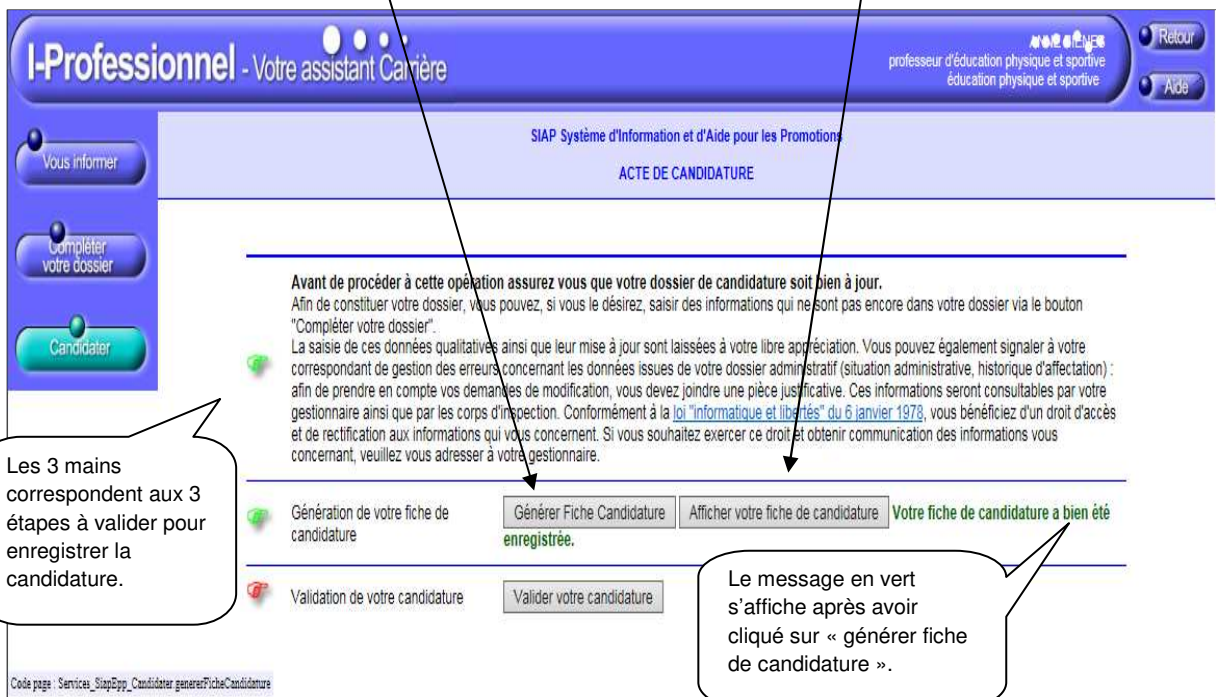 I-Professionnel - Votre assistant Carrière
professeur d'éducation physique et sportive
éducation physique et sportive
Retour
Aide
Vous informer
Compléter
votre dossier
Candidater
SIAP Système d'Information et d'Aide pour les Promotions
ACTE DE CANDIDATURE
Avant de procéder à cette opération assurez vous que votre dossier de candidature soit bien à jour.
Afin de constituer votre dossier, vous pouvez, si vous le désirez, saisir des informations qui ne sont pas encore dans votre dossier via le bouton
"Compléter votre dossier".
La saisie de ces données qualitatives ainsi que leur mise à jour sont laissées à votre libre appréciation. Vous pouvez également signaler à votre
correspondant de gestion des erreurs concernant les données issues de votre dossier administratif (situation administrative, historique d'affectation) :
afin de prendre en compte vos demandes de modification, vous devez joindre une pièce justificative. Ces informations seront consultables par votre
gestionnaire ainsi que par les corps d'inspection. Conformément à la loi "informatique et libertés" du 6 janvier 1978, vous bénéficiez d'un droit d'accès
et de rectification aux informations qui vous concernent. Si vous souhaitez exercer ce droit et obtenir communication des informations vous
concernant, veuillez vous adresser à votre gestionnaire.
Les 3 mains
correspondent aux 3
étapes à valider pour
enregistrer la
candidature.
Génération de votre fiche de
candidature
Générer Fiche Candidature Afficher votre fiche de candidature Votre fiche de candidature a bien été
enregistrée.
Validation de votre candidature Valider votre candidature
Le message en vert
s'affiche après avoir
cliqué sur « générer fiche
de candidature ».
Code page : Services_SiapEpp_Candidater genererFicheCandidature